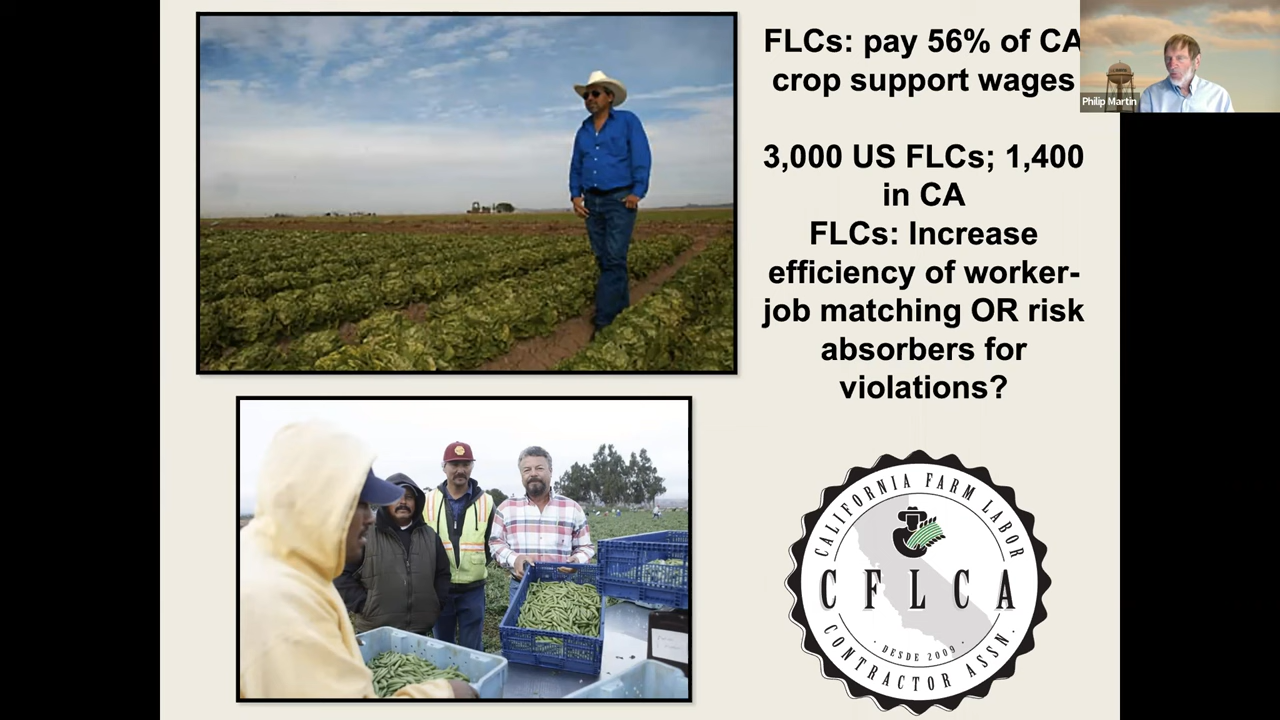 FLCs: pay 56% of CA
crop support wages
3,000 US FLCs; 1,400
in CA
FLCs: Increase
efficiency of worker-
job matching OR risk
absorbers for
violations?
Philip Martin
CALIFORNIA FARM LABOR
CFLCA
· DESDE 2009 ·
CONTRACTOR ASSN.